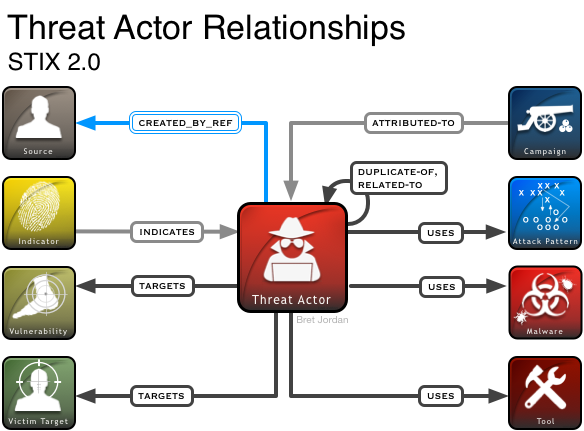 Threat Actor Relationships
STIX 2.0
Source
CREATED_BY_REF
ATTRIBUTED-TO
Campaign
DUPLICATE-OF,
RELATED-TO
Indicator
INDICATES
USES
X X X
X X X X
O O O O
O O O
Attack Pattern
Vulnerability
TARGETS
Threat Actor
Bret Jordan
USES
Malware
Victim Target
TARGETS
USES
Tool